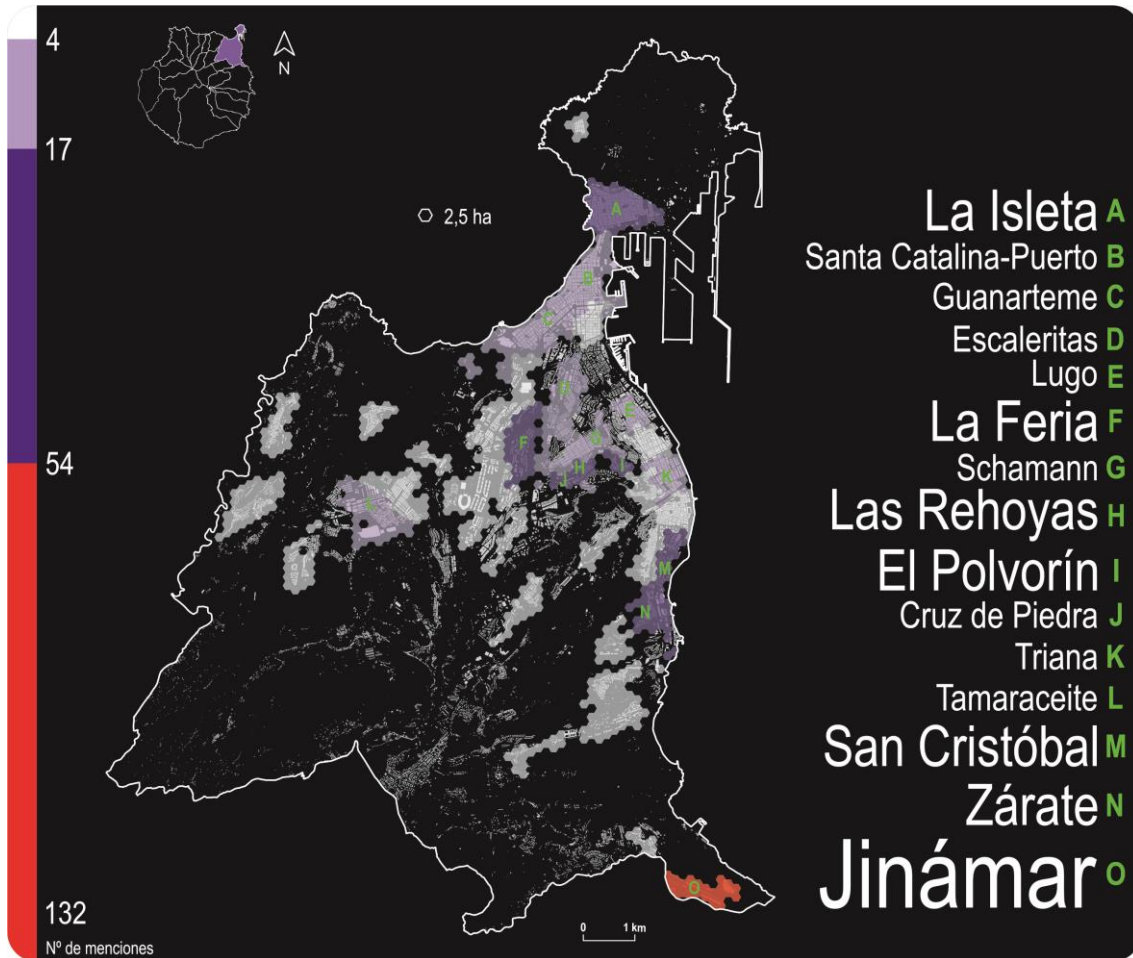 4
17
54
132
Nº de menciones
N
2,5 ha
La Isleta A
Santa Catalina-Puerto B
Guanarteme C
Escaleritas D
Lugo E
La Feria F
Schamann G
Las Rehoyas H
El Polvorín I
Cruz de Piedra J
Triana K
Tamaraceite L
San Cristóbal M
Zárate N
Jinámar O
A
B
C
D
E
F
G
H
I
J
K
L
M
N
O
0 1 km